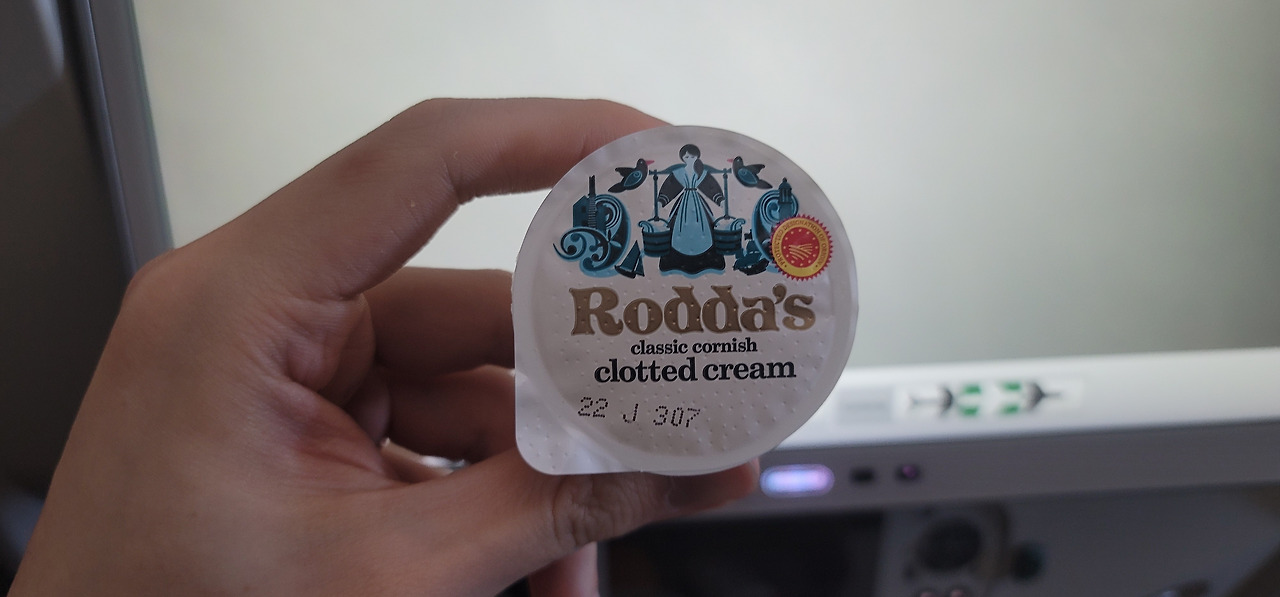 Rodda's
classic cornish
clotted cream
22 J 307